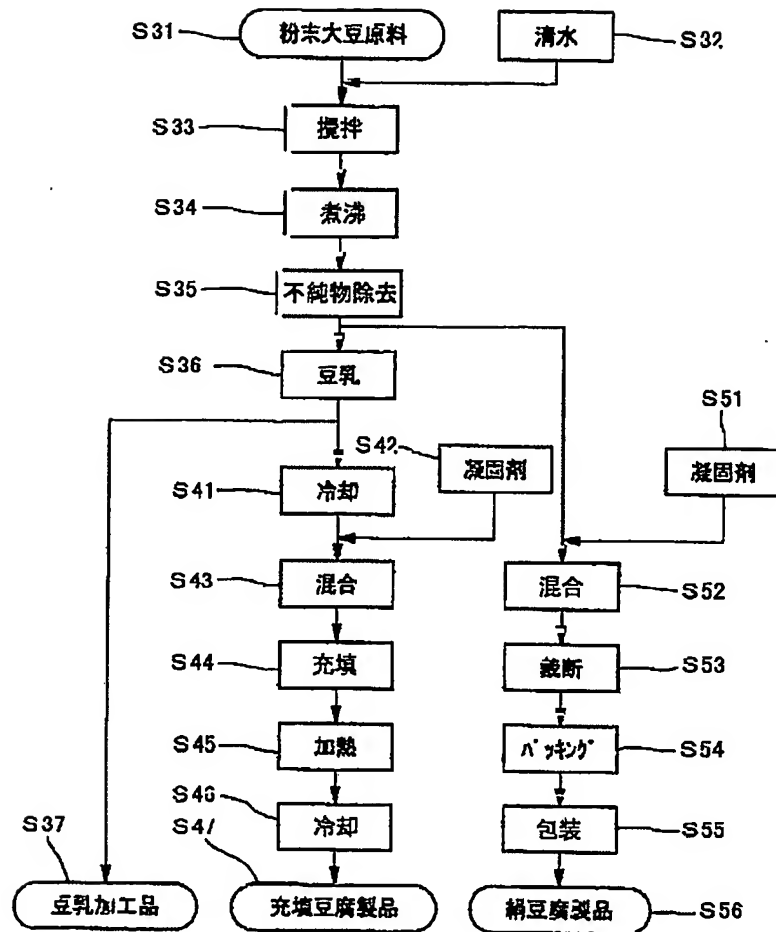 S31
粉末大豆原料
清水
S32
S33
攪拌
S34
煮沸
S35
不純物除去
S36
豆乳
S51
S42
凝固剤
凝固剤
S41
冷却
S43
混合
混合
S52
S44
充填
裁断
S53
S45
加熱
パッキング
S54
S46
冷却
包装
S55
S37
S47
豆乳加工品
充填豆腐製品
絹豆腐製品
S56